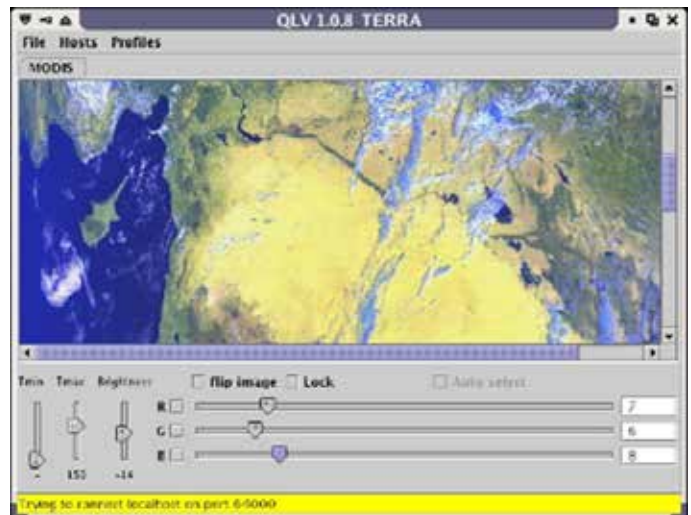 QLV 1.0.8 TERRA
File Hosts Profiles
MODIS
Tmin Tmax Brightness flip image Lock Auto select
R 7
G 6
B 8
- 153 -14
Trying to connect localhost on port